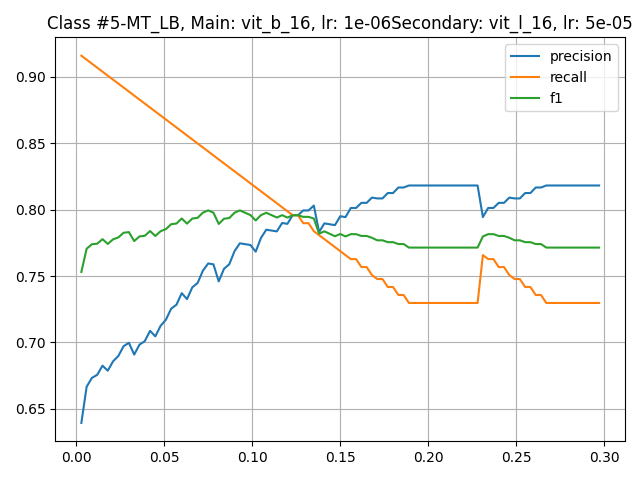 Class #5-MT_LB, Main: vit_b_16, lr: 1e-06Secondary: vit_l_16, lr: 5e-05
precision
recall
f1
0.90
0.85
0.80
0.75
0.70
0.65
0.00 0.05 0.10 0.15 0.20 0.25 0.30